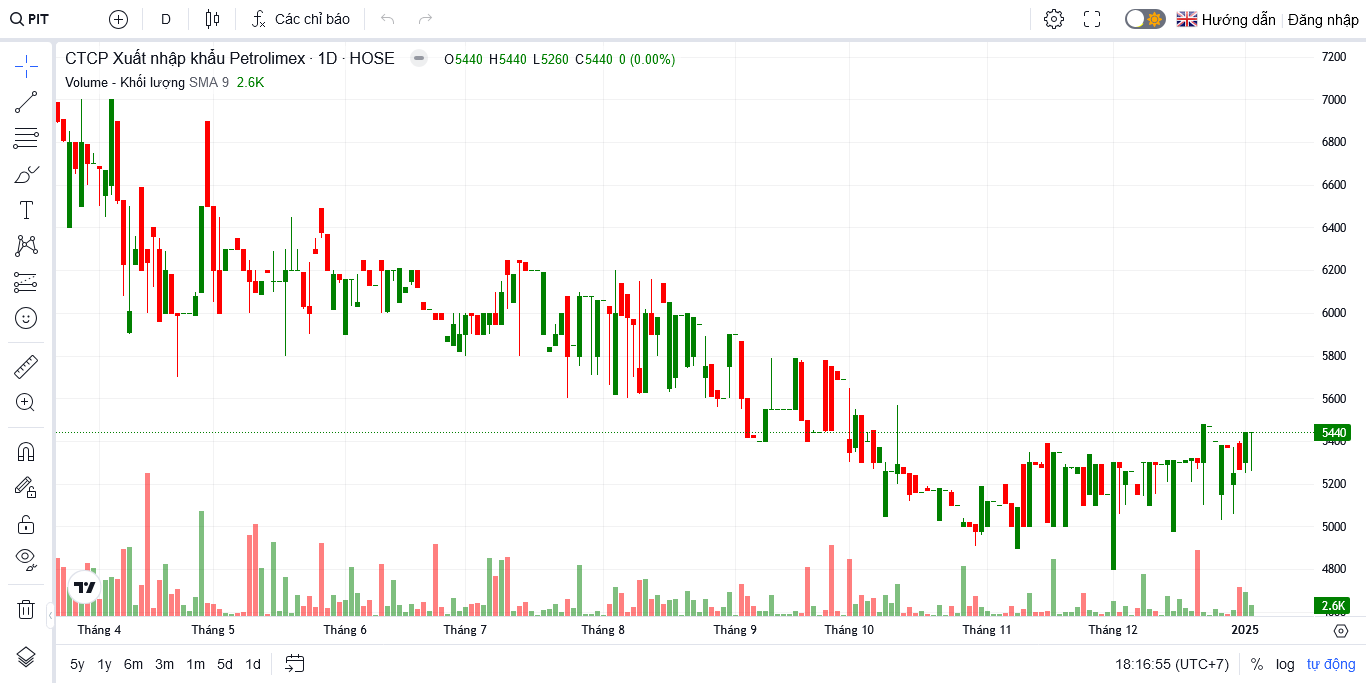 PIT D Các chỉ báo Hướng dẫn Đăng nhập
CTCP Xuất nhập khẩu Petrolimex · 1D · HOSE O5440 H5440 L5260 C5440 0 (0.00%)
Volume - Khối lượng SMA 9 2.6K
7200
7000
6800
6600
6400
6200
6000
5800
5600
5440
5400
5200
5000
4800
2.6K
Tháng 4 Tháng 5 Tháng 6 Tháng 7 Tháng 8 Tháng 9 Tháng 10 Tháng 11 Tháng 12 2025
5y 1y 6m 3m 1m 5d 1d 18:16:55 (UTC+7) % log tự động